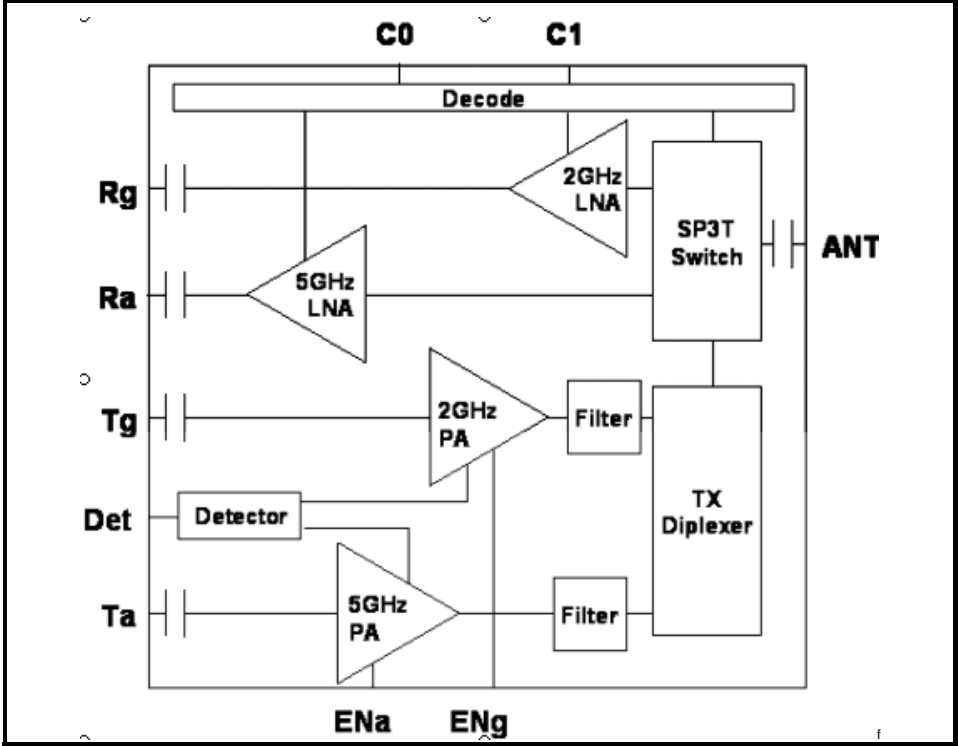 C0 C1
Decode
Rg
2GHz
LNA
SP3T
Switch
ANT
Ra
5GHz
LNA
Tg
2GHz
PA
Filter
Det
Detector
TX
Diplexer
Ta
5GHz
PA
Filter
ENa ENg
f